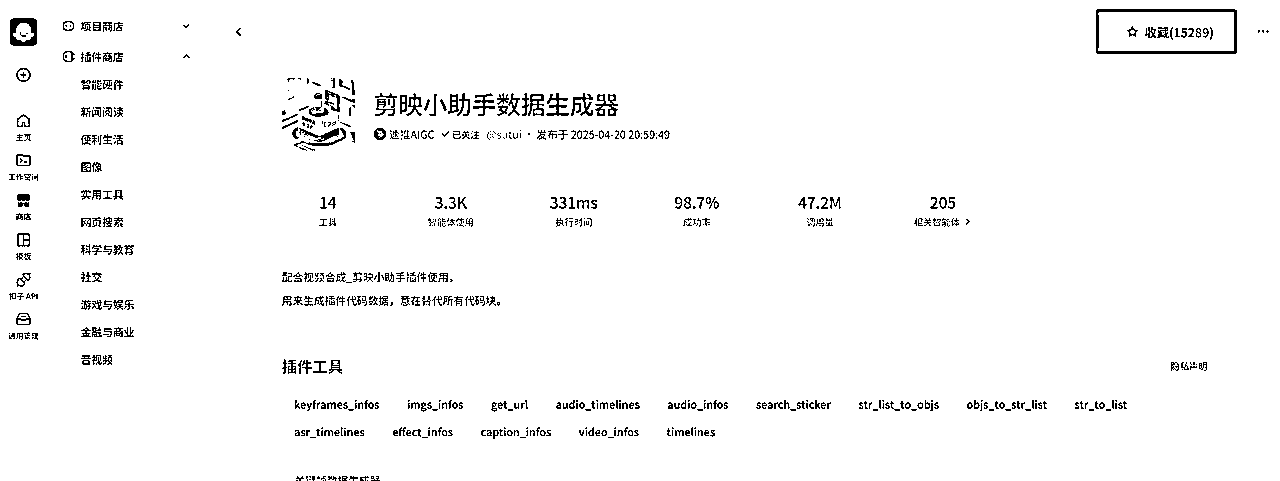 项目商店
插件商店
智能硬件
新闻阅读
便利生活
图像
实用工具
网页搜索
科学与教育
社交
游戏与娱乐
金融与商业
音视频
主页
工作空间
商店
模板
扣子 API
通用管理
收藏(15289)
剪映小助手数据生成器
速推AIGC 已关注 @sutui · 发布于 2025-04-20 20:59:49
14 3.3K 331ms 98.7% 47.2M 205
工具 智能体使用 执行时间 成功率 调用量 相关智能体
配合视频合成_剪映小助手插件使用。
用来生成插件代码数据，意在替代所有代码块。
插件工具 隐私声明
keyframes_infos imgs_infos get_url audio_timelines audio_infos search_sticker str_list_to_objs objs_to_str_list str_to_list
asr_timelines effect_infos caption_infos video_infos timelines